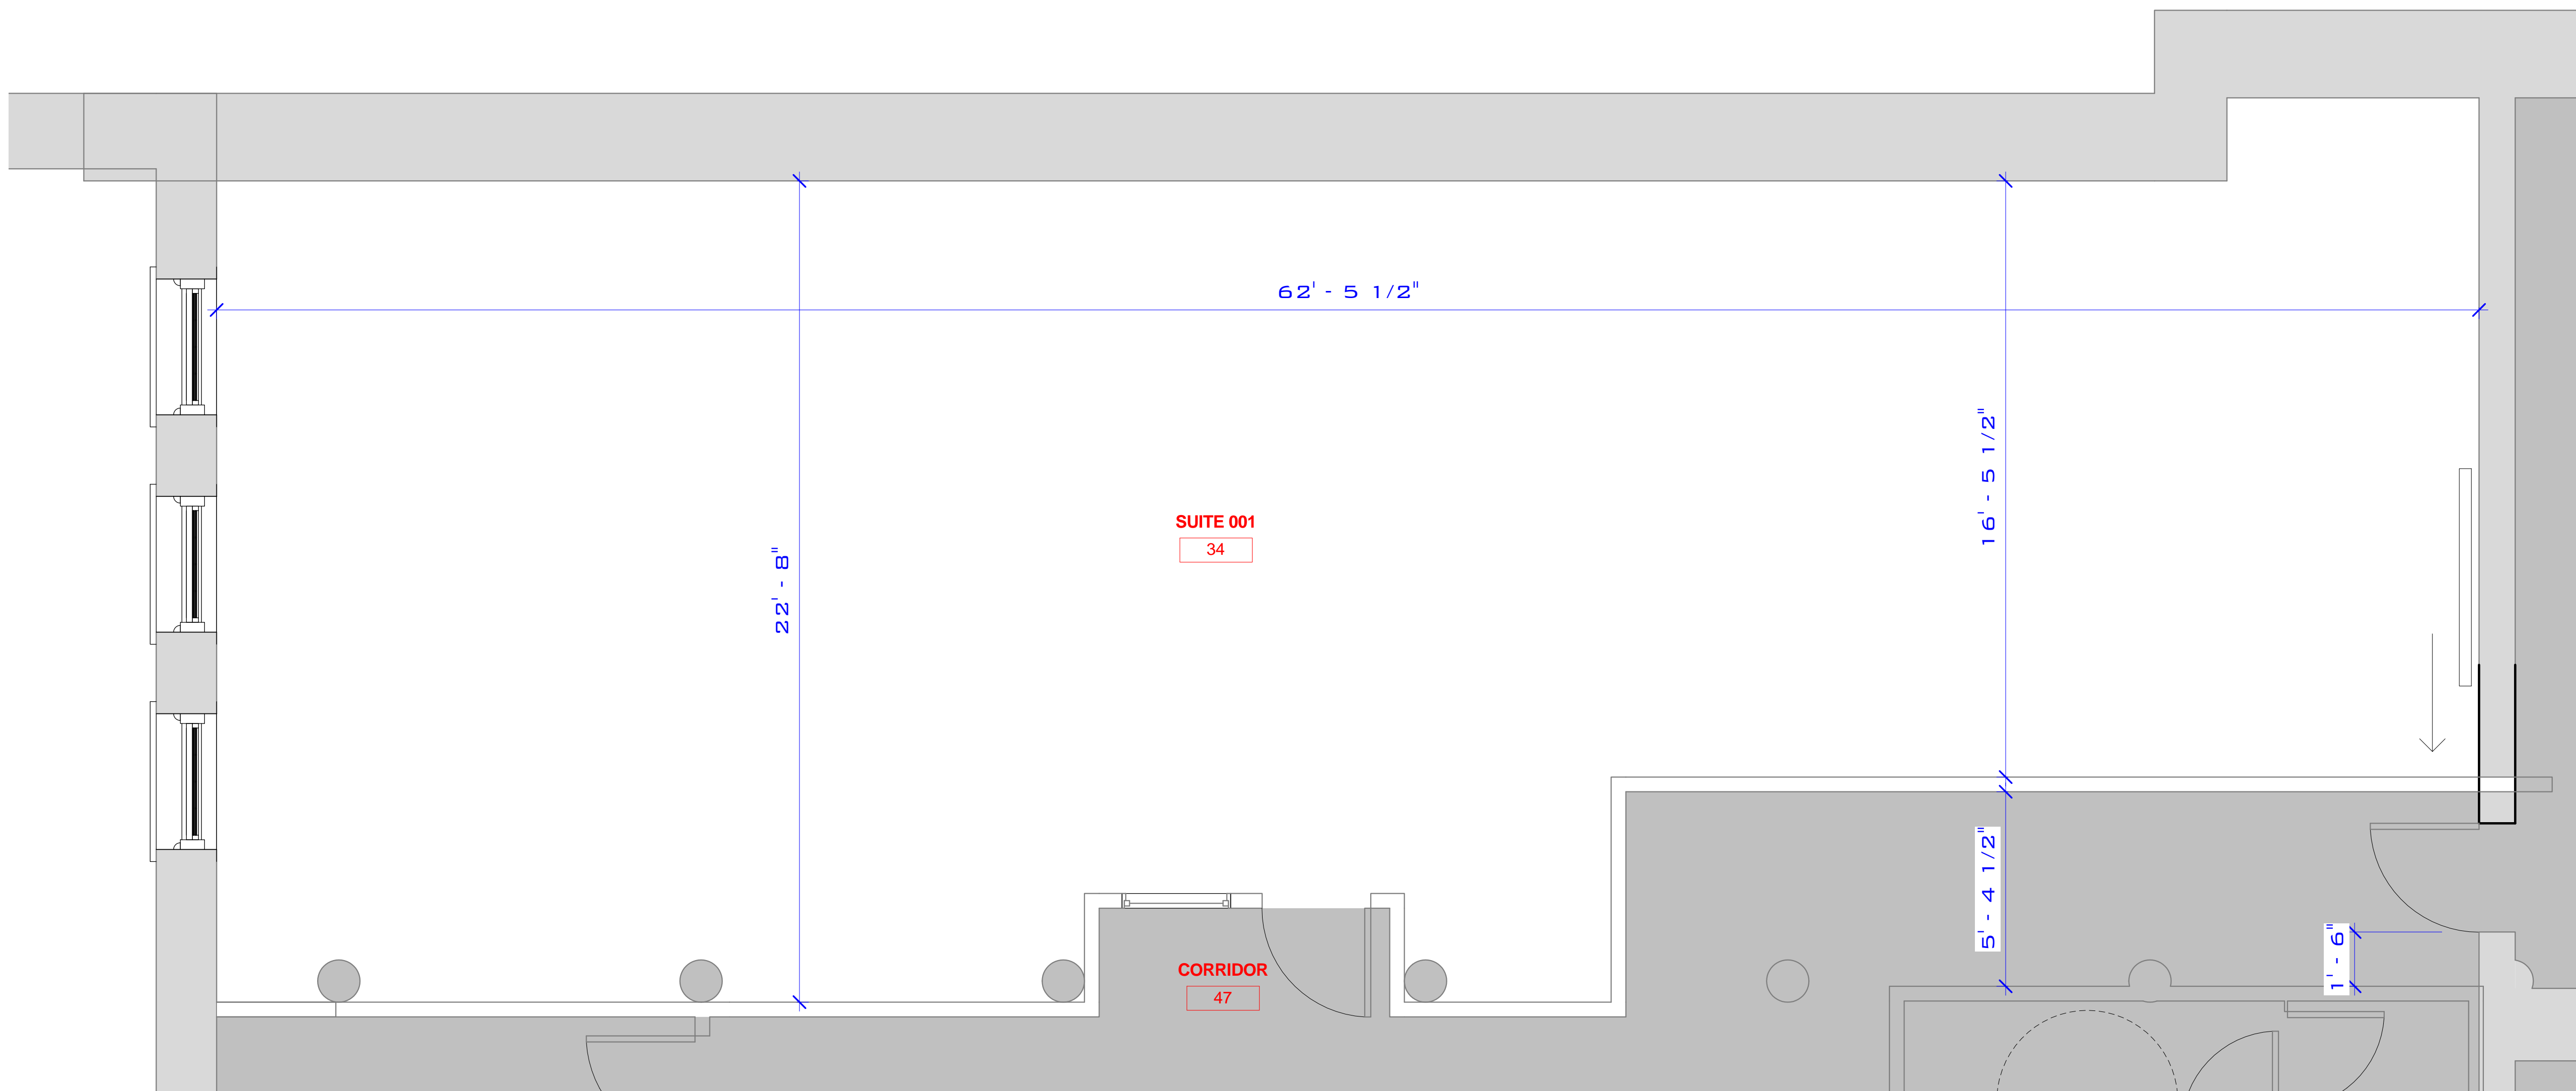 62' - 5 1/2"
16' - 5 1/2"
SUITE 001
34
22' - 8"
5' - 4 1/2"
1' - 6"
CORRIDOR
47